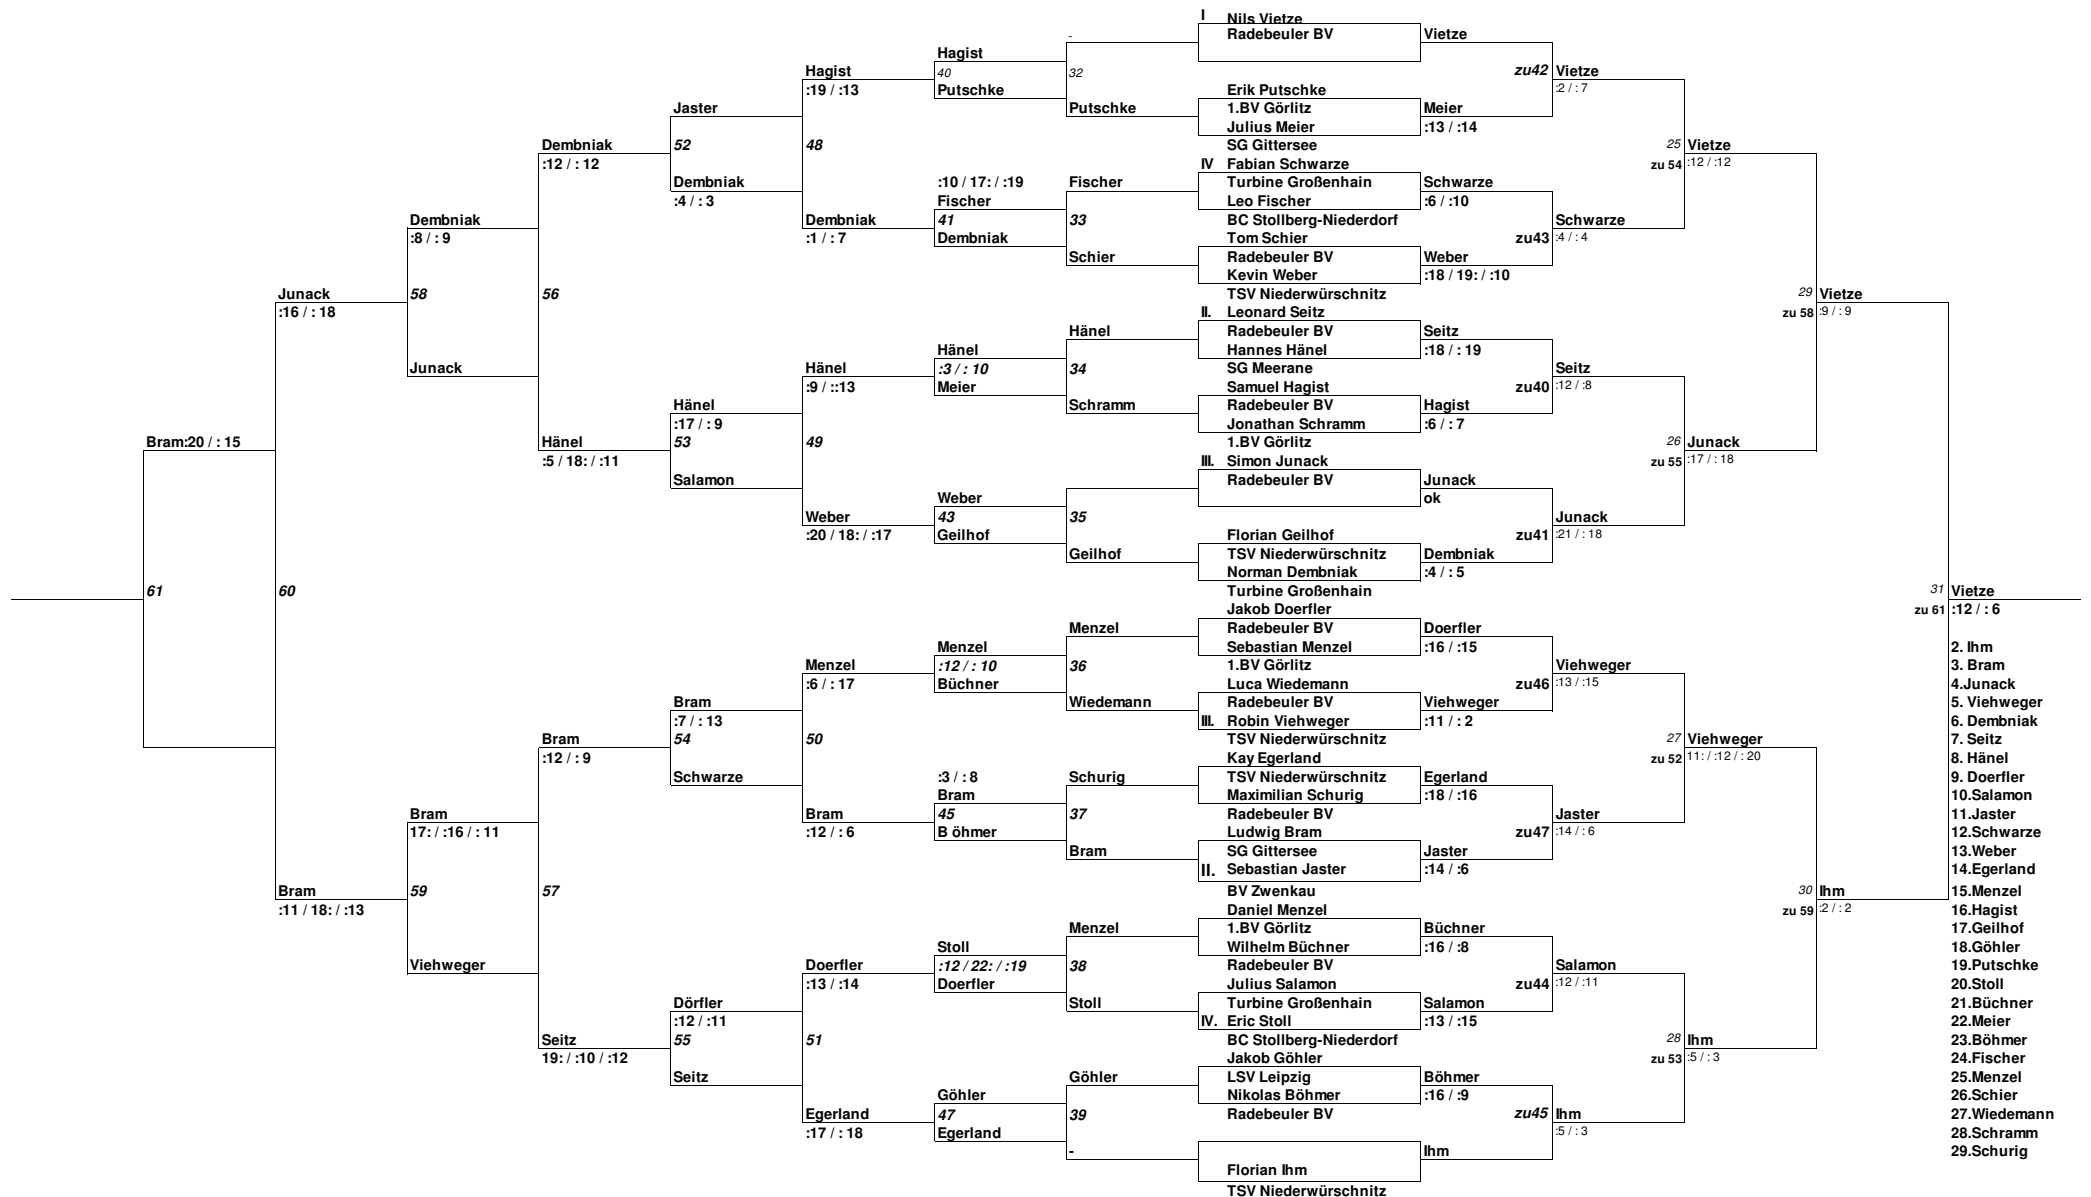 I Nils Vietze
Radebeuler BV Vietze
-
Hagist
Hagist 40 32 zu42 Vietze
:19 / :13 Putschke Erik Putschke :2 / : 7
Jaster Putschke 1.BV Görlitz Meier
Julius Meier :13 / :14
Dembniak 52 48 SG Gittersee 25 Vietze
:12 / : 12 IV Fabian Schwarze zu 54 :12 / :12
Dembniak :10 / 17: / :19 Fischer Turbine Großenhain Schwarze
:4 / : 3 Fischer Leo Fischer :6 / :10
Dembniak Dembniak 41 33 BC Stollberg-Niederdorf Schwarze
:8 / : 9 :1 / : 7 Dembniak Tom Schier zu43 :4 / : 4
Schier Radebeuler BV Weber
Kevin Weber :18 / 19: / :10
Junack 58 56 TSV Niederwürschnitz 29 Vietze
:16 / : 18 II. Leonard Seitz zu 58 :9 / : 9
Hänel Radebeuler BV Seitz
Hänel Hannes Hänel :18 / : 19
Junack Hänel :3 / : 10 34 SG Meerane Seitz
:9 / ::13 Meier Samuel Hagist zu40 :12 / :8
Hänel Schramm Radebeuler BV Hagist
:17 / : 9 Jonathan Schramm :6 / : 7
Bram:20 / : 15 Hänel 53 49 1.BV Görlitz 26 Junack
:5 / 18: / :11 III. Simon Junack zu 55 :17 / : 18
Salamon Radebeuler BV Junack
Weber ok
Weber 43 35 Junack
:20 / 18: / :17 Geilhof Florian Geilhof zu41 :21 / : 18
Geilhof TSV Niederwürschnitz Dembniak
Norman Dembniak :4 / : 5
61 60 Turbine Großenhain 31 Vietze
Jakob Doerfler zu 61 :12 / : 6
Menzel Radebeuler BV Doerfler
Menzel Sebastian Menzel :16 / :15 2. Ihm
Menzel :12 / : 10 36 1.BV Görlitz Viehweger 3. Bram
:6 / : 17 Büchner Luca Wiedemann zu46 :13 / :15 4.Junack
Bram Wiedemann Radebeuler BV Viehweger 5. Viehweger
:7 / : 13 III. Robin Viehweger :11 / : 2 6. Dembniak
Bram 54 50 TSV Niederwürschnitz 27 Viehweger 7. Seitz
:12 / : 9 Kay Egerland zu 52 11: / :12 / : 20 8. Hänel
Schwarze :3 / : 8 Schurig TSV Niederwürschnitz Egerland 9. Doerfler
Bram Maximilian Schurig :18 / :16 10.Salamon
Bram Bram 45 37 Radebeuler BV Jaster 11.Jaster
17: / :16 / : 11 :12 / : 6 B öhmer Ludwig Bram zu47 :14 / : 6 12.Schwarze
Bram SG Gittersee Jaster 13.Weber
II. Sebastian Jaster :14 / :6 14.Egerland
Bram 59 57 BV Zwenkau 30 Ihm 15.Menzel
:11 / 18: / :13 Daniel Menzel zu 59 :2 / : 2 16.Hagist
Menzel 1.BV Görlitz Büchner 17.Geilhof
Stoll Wilhelm Büchner :16 / :8 18.Göhler
Viehweger Doerfler :12 / 22: / :19 38 Radebeuler BV Salamon 19.Putschke
:13 / :14 Doerfler Julius Salamon zu44 :12 / :11 20.Stoll
Dörfler Stoll Turbine Großenhain Salamon 21.Büchner
:12 / :11 IV. Eric Stoll :13 / :15 22.Meier
Seitz 55 51 BC Stollberg-Niederdorf 28 Ihm 23.Böhmer
19: / :10 / :12 Jakob Göhler zu 53 :5 / : 3 24.Fischer
Seitz Göhler LSV Leipzig Böhmer 25.Menzel
Göhler Nikolas Böhmer :16 / :9 26.Schier
Egerland 47 39 Radebeuler BV zu45 Ihm 27.Wiedemann
:17 / : 18 Egerland :5 / : 3 28.Schramm
- Ihm 29.Schurig
Florian Ihm
TSV Niederwürschnitz